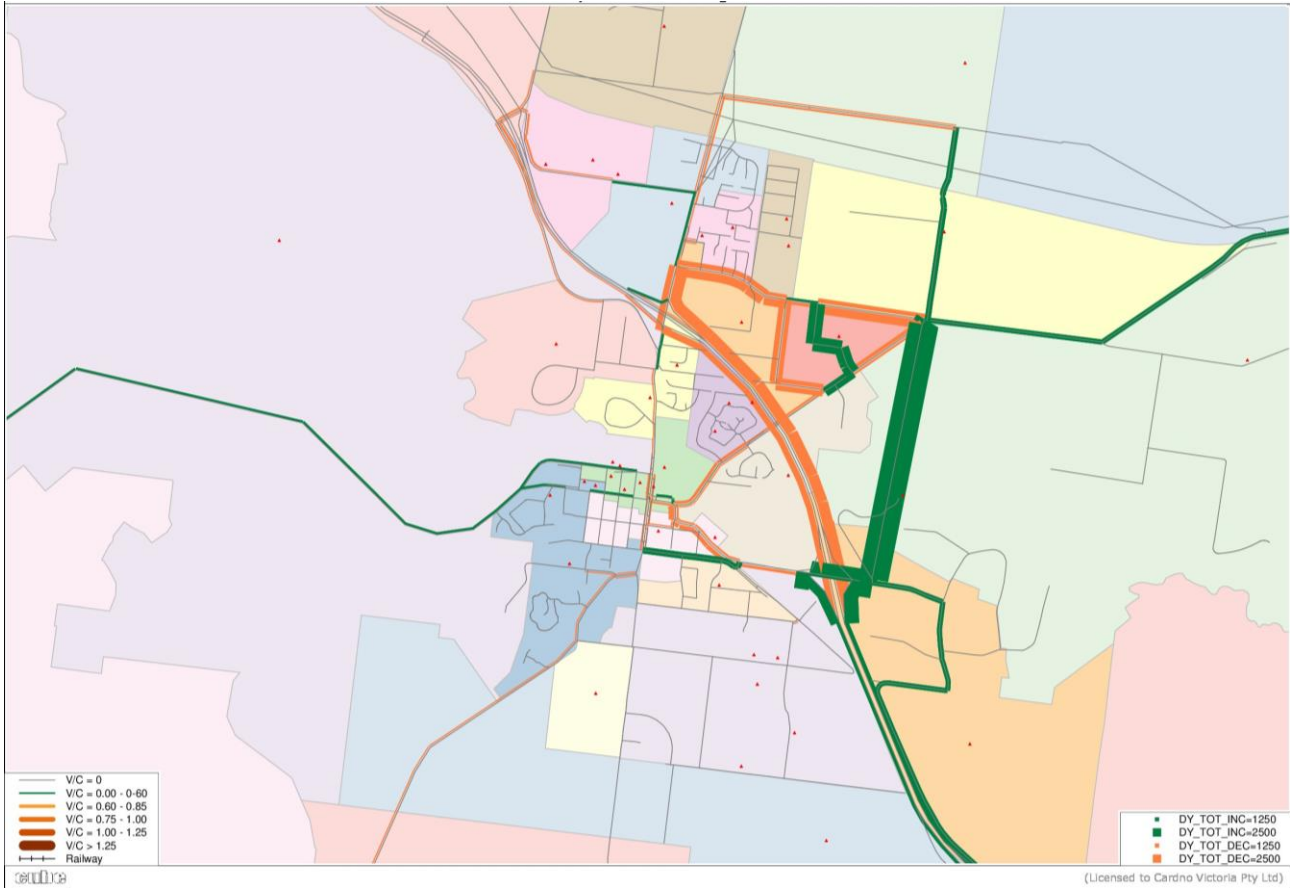 V/C = 0
V/C = 0.00 - 0-60
V/C = 0.60 - 0.85
V/C = 0.75 - 1.00
V/C = 1.00 - 1.25
V/C > 1.25
Railway
DY_TOT_INC=1250
DY_TOT_INC=2500
DY_TOT_DEC=1250
DY_TOT_DEC=2500
(Licensed to Cardno Victoria Pty Ltd)